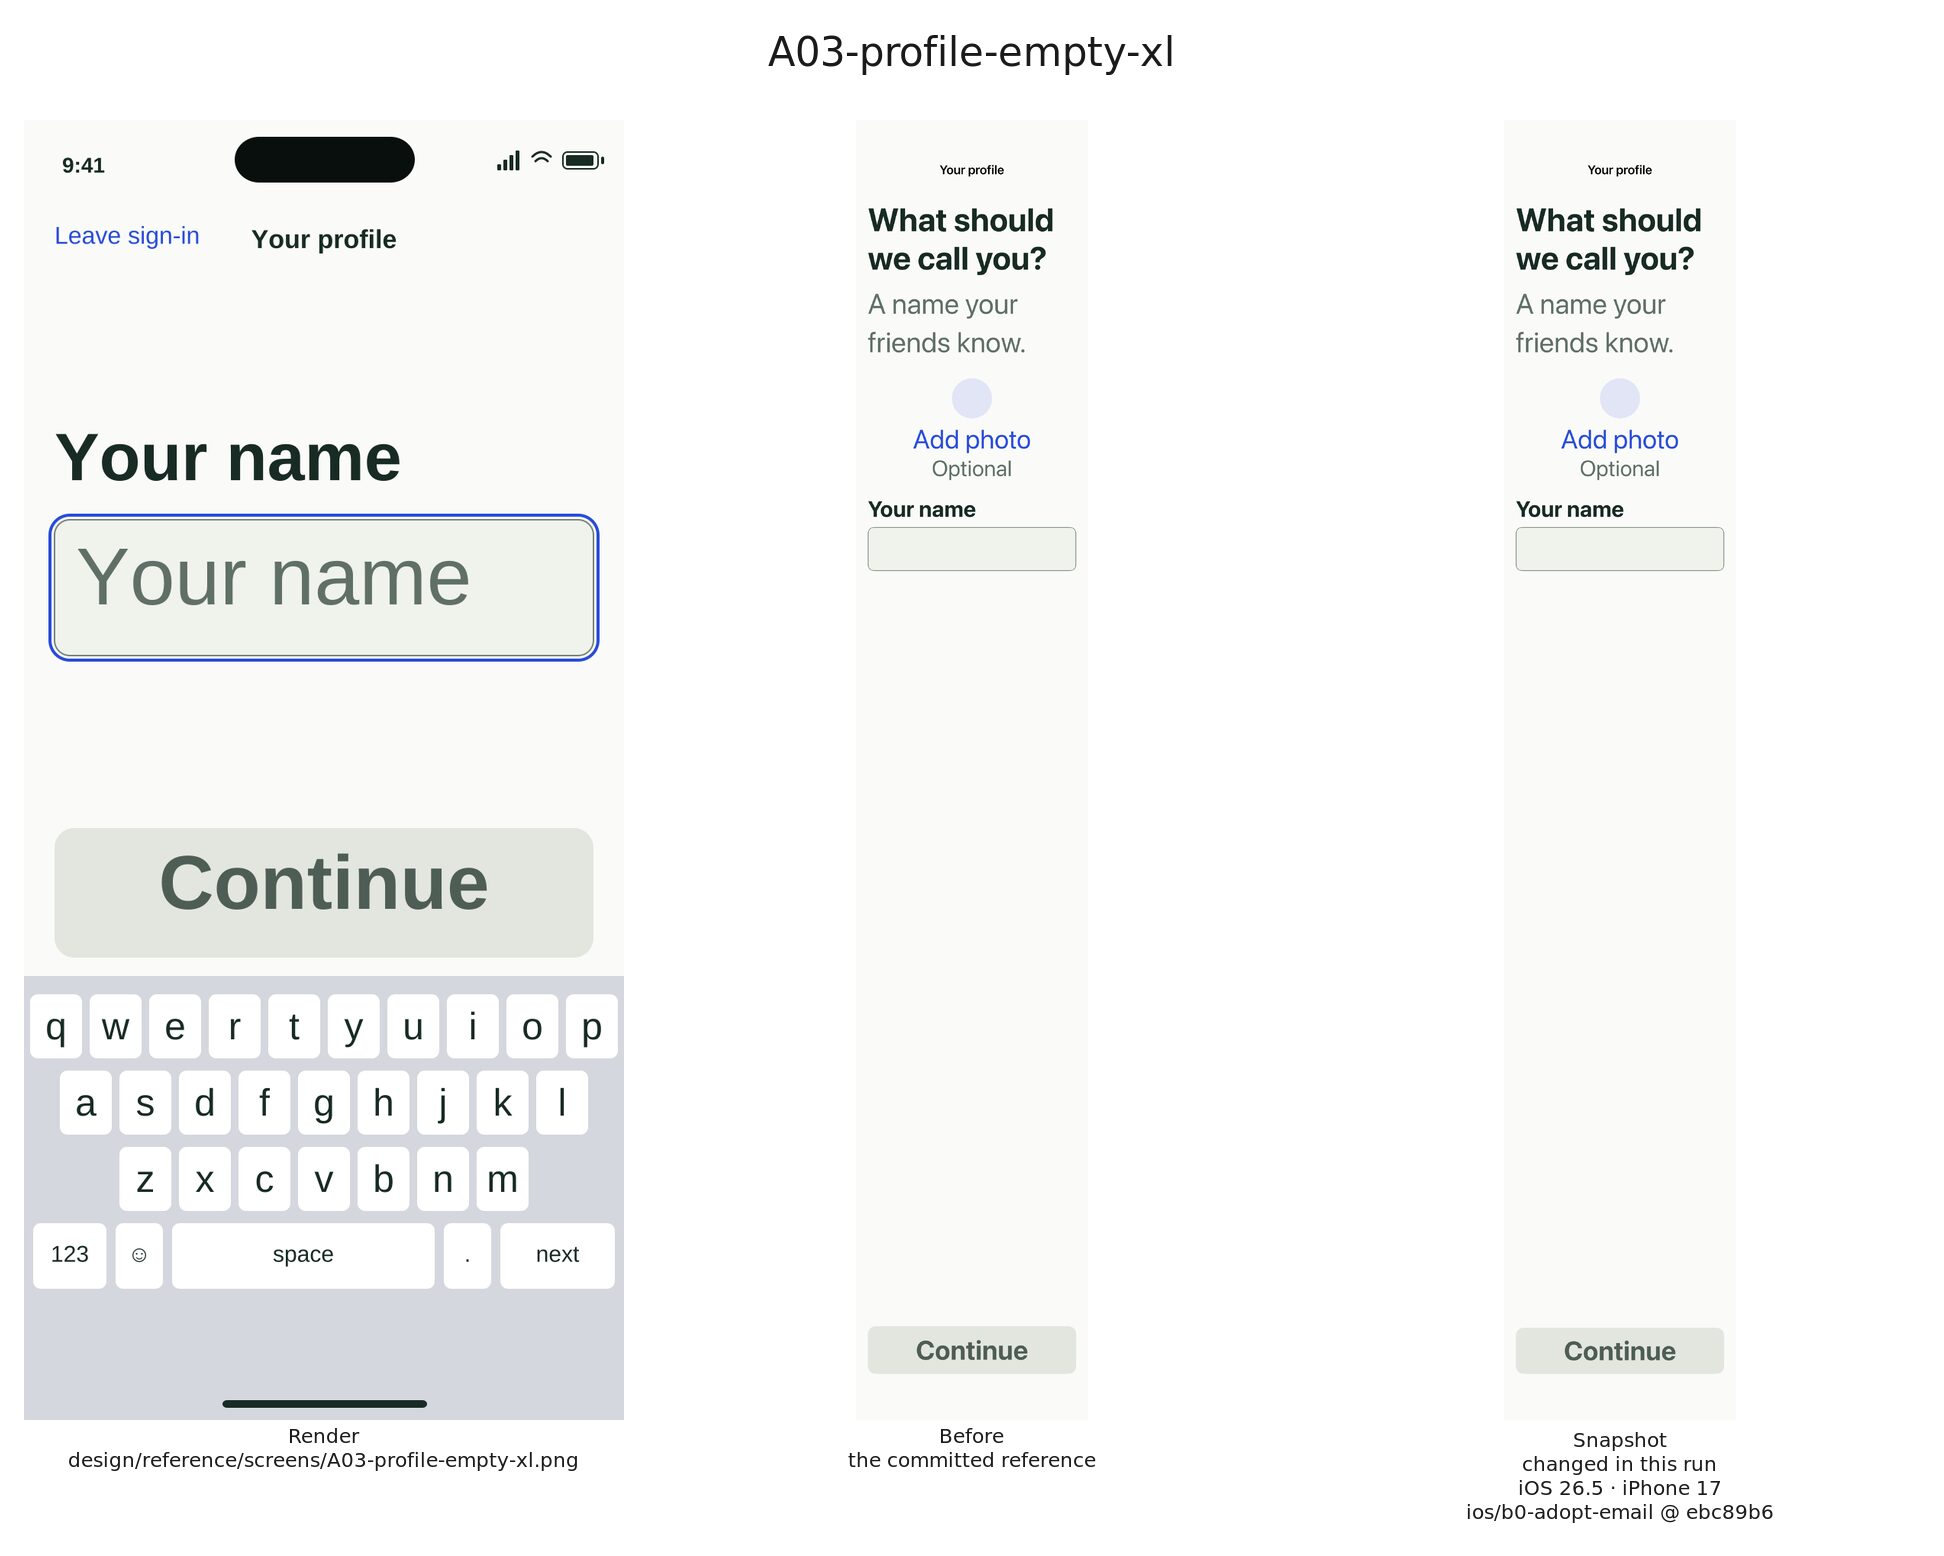 A03-profile-empty-xl
9:41
Leave sign-in
Your profile
Your name
Your name
Continue
q w e r t y u i o p
a s d f g h j k l
z x c v b n m
123 ☺ space . next
Render
design/reference/screens/A03-profile-empty-xl.png
Your profile
What should
we call you?
A name your
friends know.
Add photo
Optional
Your name
Continue
Before
the committed reference
Your profile
What should
we call you?
A name your
friends know.
Add photo
Optional
Your name
Continue
Snapshot
changed in this run
iOS 26.5 · iPhone 17
ios/b0-adopt-email @ ebc89b6